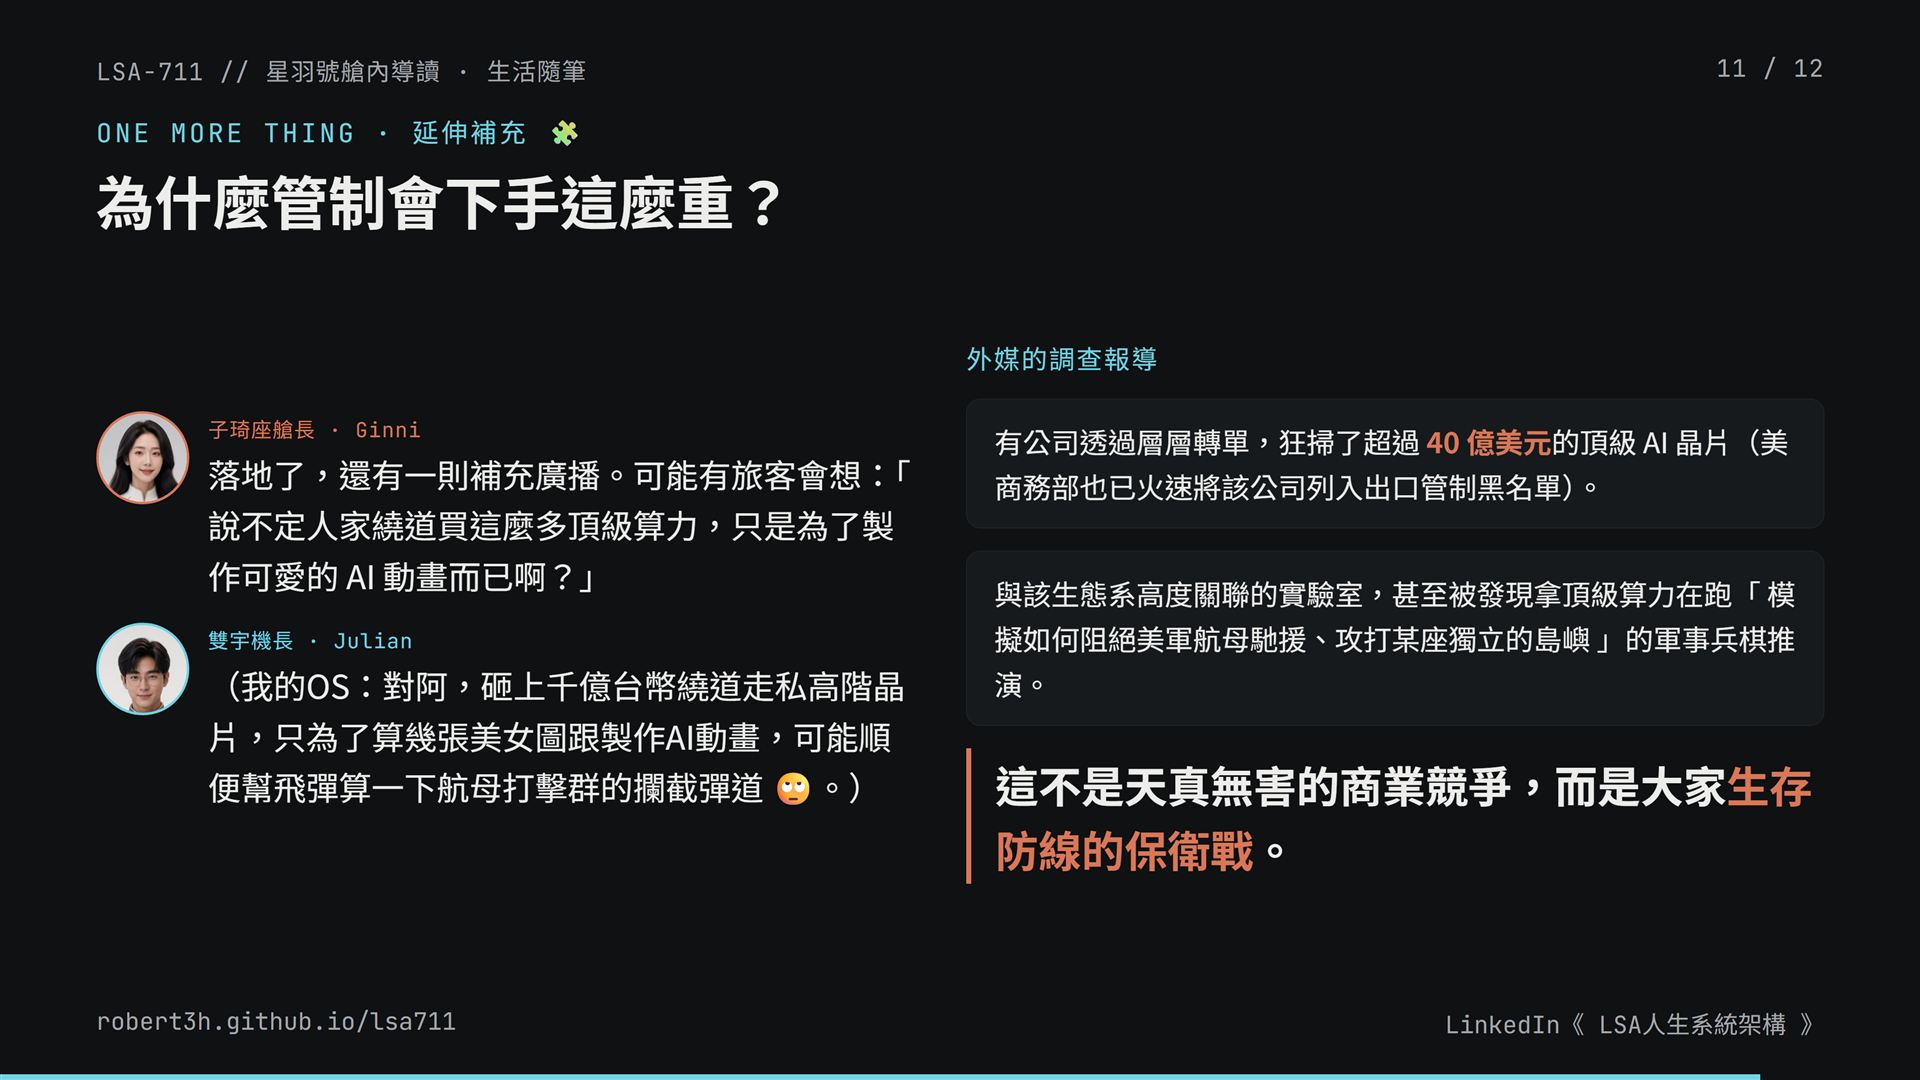 LSA-711 // 星羽號艙內導讀 · 生活隨筆
11 / 12
ONE MORE THING · 延伸補充 🧩
為什麼管制會下手這麼重？
子琦座艙長 · Ginni
落地了，還有一則補充廣播。可能有旅客會想：「
說不定人家繞道買這麼多頂級算力，只是為了製
作可愛的 AI 動畫而已啊？」
雙宇機長 · Julian
（我的OS：對阿，砸上千億台幣繞道走私高階晶
片，只為了算幾張美女圖跟製作AI動畫，可能順
便幫飛彈算一下航母打擊群的攔截彈道 🙄。）
外媒的調查報導
有公司透過層層轉單，狂掃了超過 40 億美元的頂級 AI 晶片（美
商務部也已火速將該公司列入出口管制黑名單）。
與該生態系高度關聯的實驗室，甚至被發現拿頂級算力在跑「 模
擬如何阻絕美軍航母馳援、攻打某座獨立的島嶼 」的軍事兵棋推
演。
這不是天真無害的商業競爭，而是大家生存
防線的保衛戰。
robert3h.github.io/lsa711
LinkedIn《 LSA人生系統架構 》